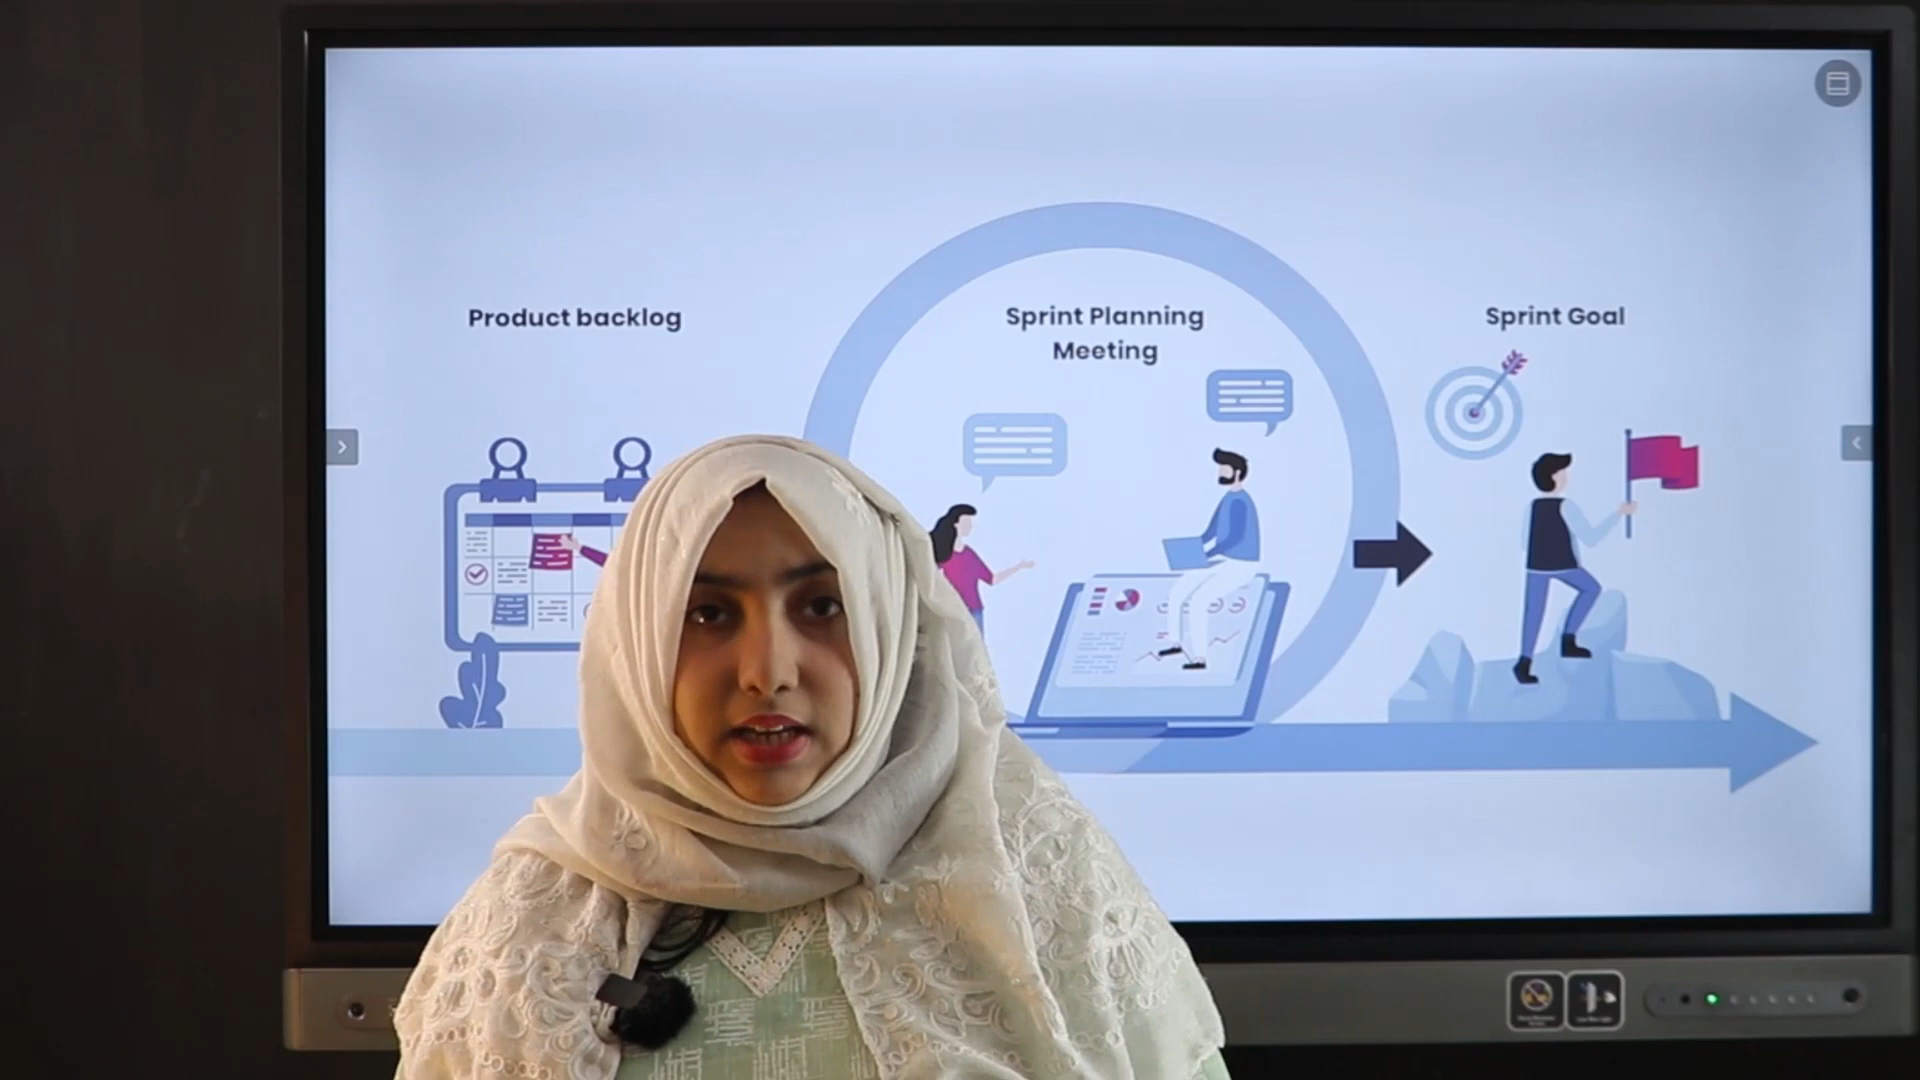 Product backlog
Sprint Planning
Meeting
Sprint Goal